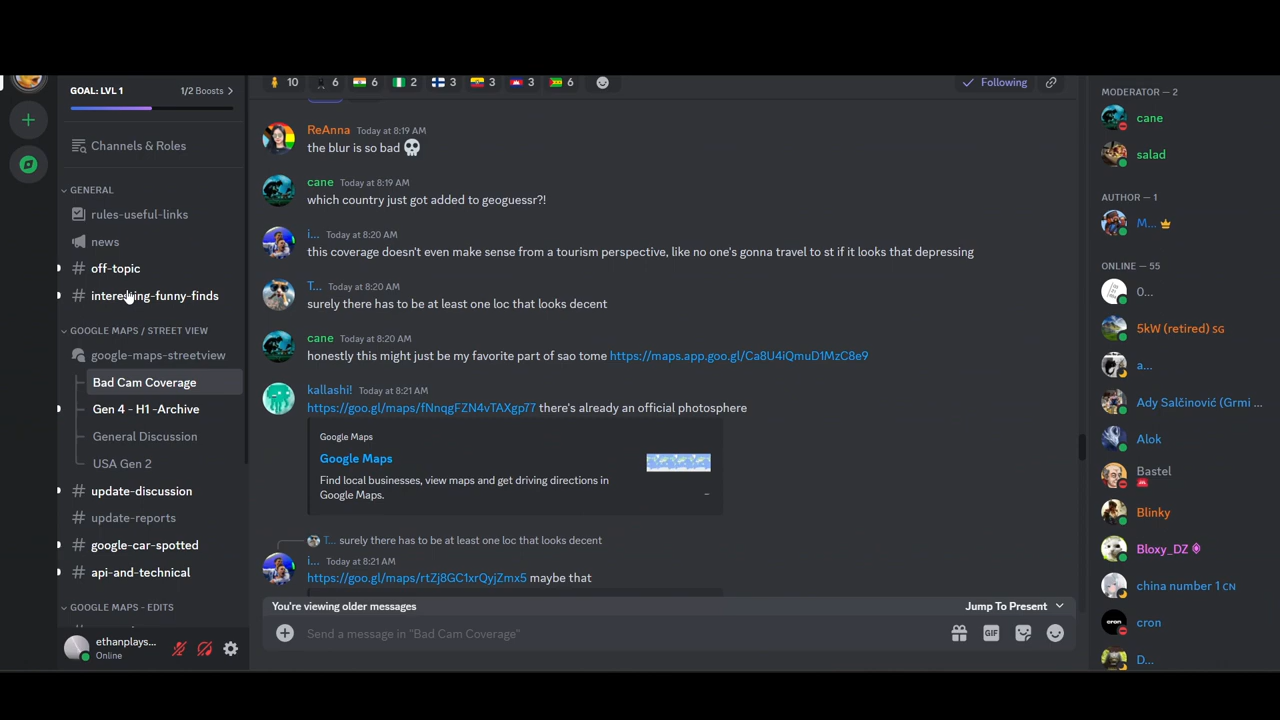 GOAL: LVL 1
1/2 Boosts
Channels & Roles
GENERAL
rules-useful-links
news
off-topic
interesting-funny-finds
GOOGLE MAPS / STREET VIEW
google-maps-streetview
Bad Cam Coverage
Gen 4 - H1 -Archive
General Discussion
USA Gen 2
update-discussion
update-reports
google-car-spotted
api-and-technical
GOOGLE MAPS - EDITS
ethanplays...
Online
10 6 6 2 3 3 3 6
Following
ReAnna Today at 8:19 AM
the blur is so bad
cane Today at 8:19 AM
which country just got added to geoguessr?!
i... Today at 8:20 AM
this coverage doesn't even make sense from a tourism perspective, like no one's gonna travel to st if it looks that depressing
T... Today at 8:20 AM
surely there has to be at least one loc that looks decent
cane Today at 8:20 AM
honestly this might just be my favorite part of sao tome https://maps.app.goo.gl/Ca8U4iQmuD1MzC8e9
kallashi! Today at 8:21 AM
https://goo.gl/maps/fNnqgFZN4vTAXgp77 there's already an official photosphere
Google Maps
Google Maps
Find local businesses, view maps and get driving directions in
Google Maps.
T... surely there has to be at least one loc that looks decent
i... Today at 8:21 AM
https://goo.gl/maps/rtZj8GC1xrQyjZmx5 maybe that
You're viewing older messages
Jump To Present
Send a message in "Bad Cam Coverage"
GIF
MODERATOR — 2
cane
salad
AUTHOR — 1
M...
ONLINE — 55
0...
5kW (retired) SG
a...
Ady Salčinović (Grmi ...
Alok
Bastel
Blinky
Bloxy_DZ
china number 1 CN
cron
D...